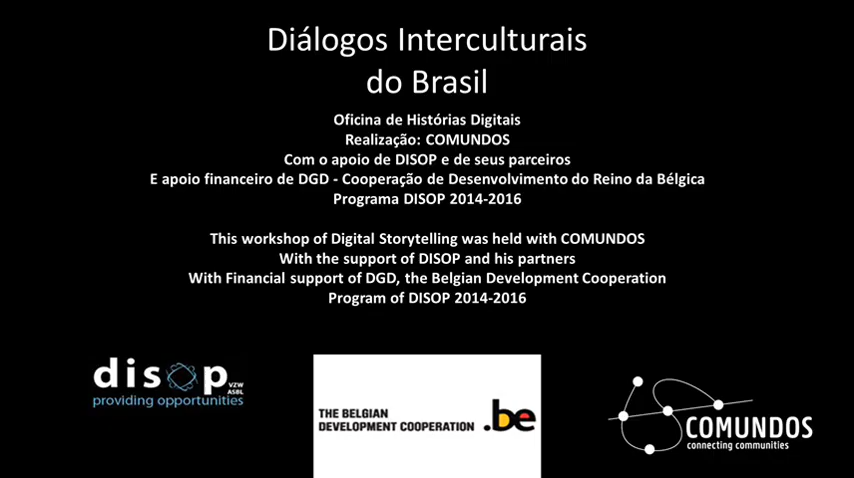 Diálogos Interculturais
do Brasil
Oficina de Histórias Digitais
Realização: COMUNDOS
Com o apoio de DISOP e de seus parceiros
E apoio financeiro de DGD - Cooperação de Desenvolvimento do Reino da Bélgica
Programa DISOP 2014-2016
This workshop of Digital Storytelling was held with COMUNDOS
With the support of DISOP and his partners
With Financial support of DGD, the Belgian Development Cooperation
Program of DISOP 2014-2016
disop
VZW
ASBL
providing opportunities
THE BELGIAN
DEVELOPMENT COOPERATION .be
COMUNDOS
connecting communities